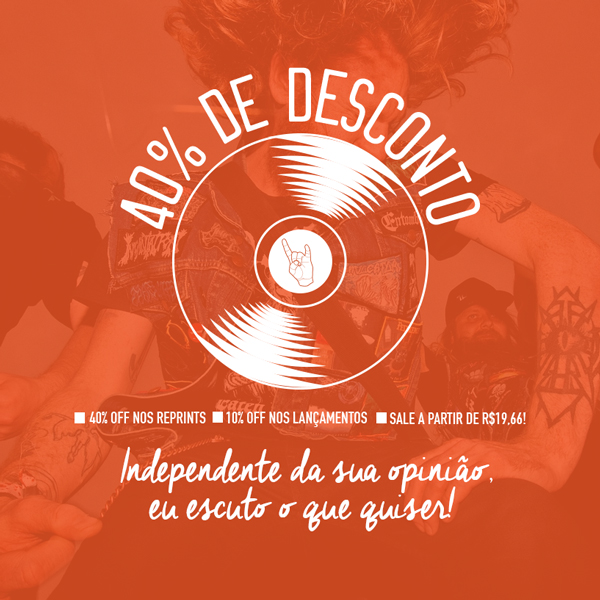 40% DE DESCONTO
40% OFF NOS REPRINTS 10% OFF NOS LANÇAMENTOS SALE A PARTIR DE R$19,66!
Independente da sua opinião,
eu escuto o que quiser!